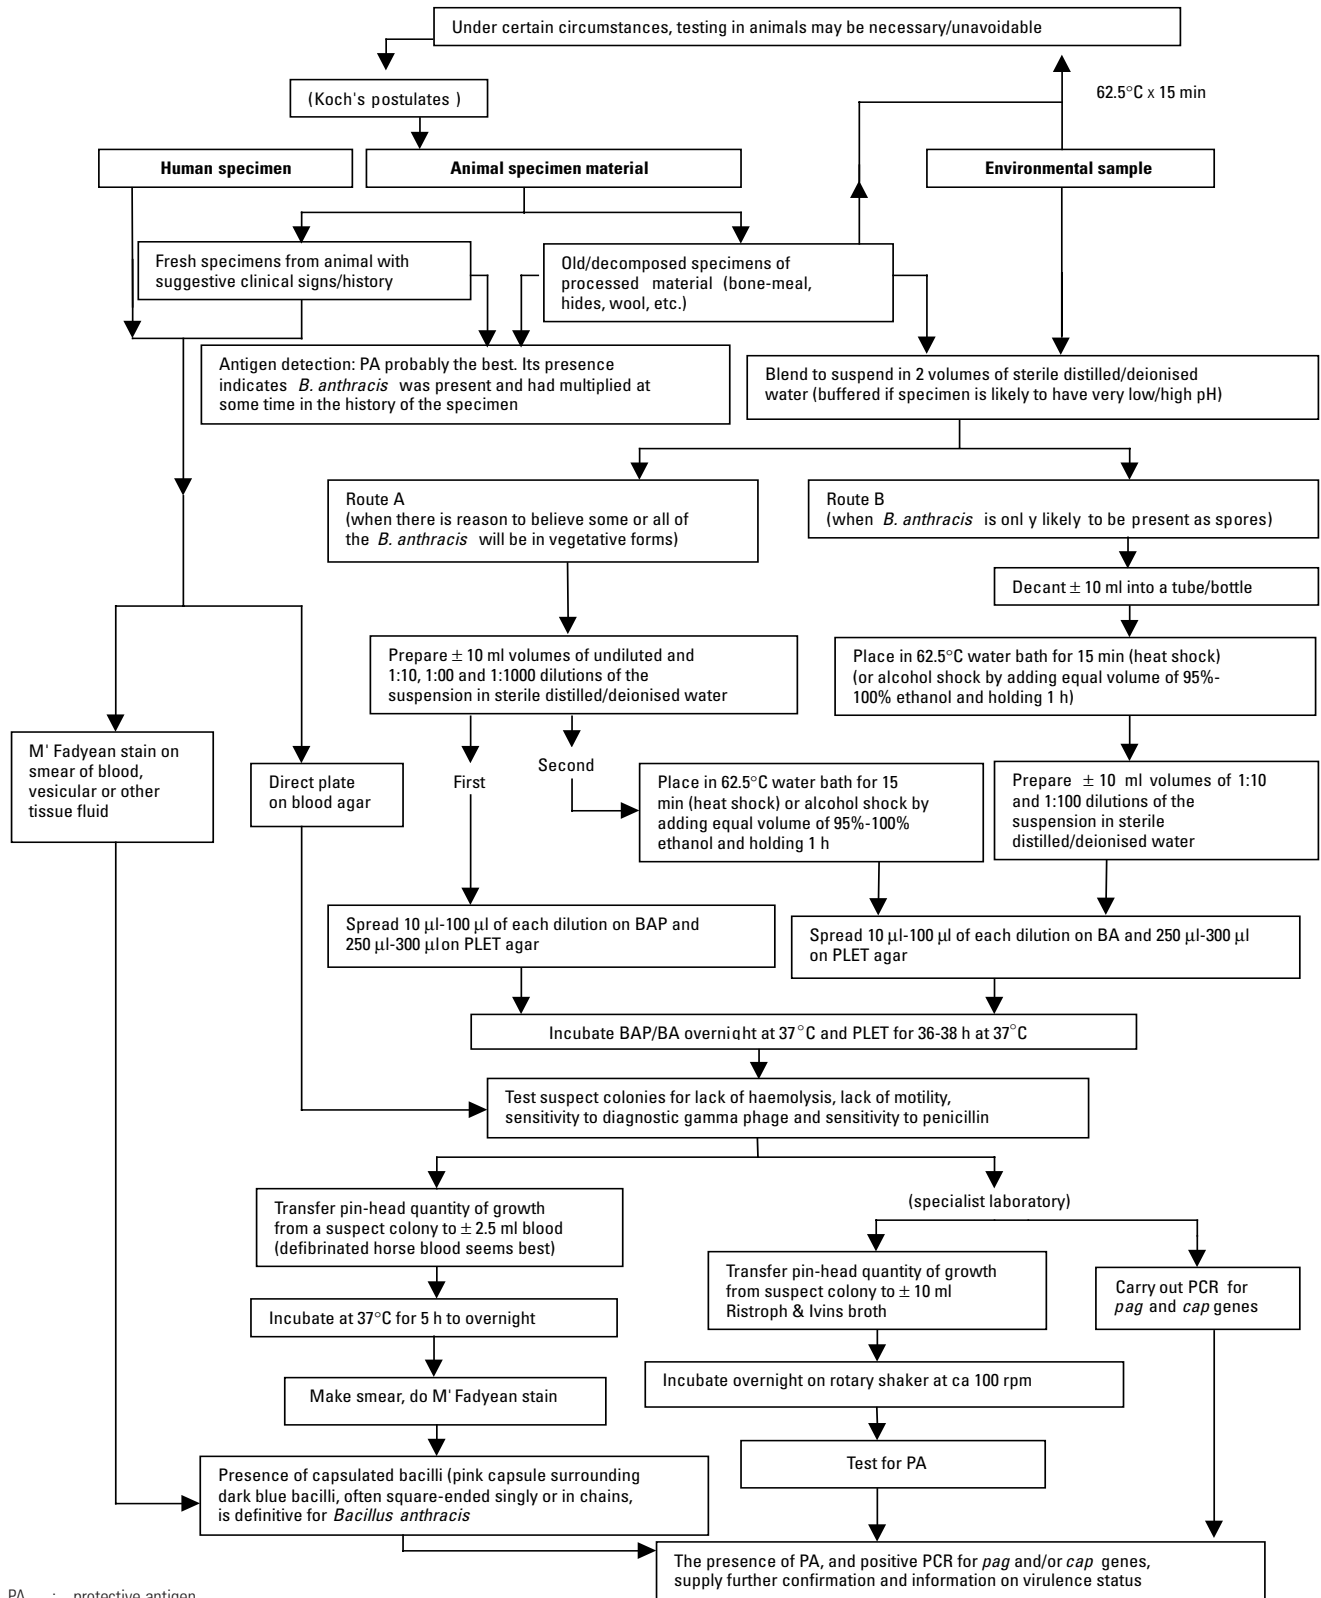 Under certain circumstances, testing in animals may be necessary/unavoidable
62.5°C x 15 min
(Koch's postulates )
Human specimen
Animal specimen material
Environmental sample
Fresh specimens from animal with
suggestive clinical signs/history
Old/decomposed specimens of
processed material (bone-meal,
hides, wool, etc.)
Antigen detection: PA probably the best. Its presence
indicates B. anthracis was present and had multiplied at
some time in the history of the specimen
Blend to suspend in 2 volumes of sterile distilled/deionised
water (buffered if specimen is likely to have very low/high pH)
Route A
(when there is reason to believe some or all of
the B. anthracis will be in vegetative forms)
Route B
(when B. anthracis is onl y likely to be present as spores)
Decant ± 10 ml into a tube/bottle
Prepare ± 10 ml volumes of undiluted and
1:10, 1:00 and 1:1000 dilutions of the
suspension in sterile distilled/deionised water
Place in 62.5°C water bath for 15 min (heat shock)
(or alcohol shock by adding equal volume of 95%-
100% ethanol and holding 1 h)
M' Fadyean stain on
smear of blood,
vesicular or other
tissue fluid
Direct plate
on blood agar
First
Second
Place in 62.5°C water bath for 15
min (heat shock) or alcohol shock by
adding equal volume of 95%-100%
ethanol and holding 1 h
Prepare ± 10 ml volumes of 1:10
and 1:100 dilutions of the
suspension in sterile
distilled/deionised water
Spread 10 µl-100 µl of each dilution on BAP and
250 µl-300 µl on PLET agar
Spread 10 µl-100 µl of each dilution on BA and 250 µl-300 µl
on PLET agar
Incubate BAP/BA overnight at 37°C and PLET for 36-38 h at 37°C
Test suspect colonies for lack of haemolysis, lack of motility,
sensitivity to diagnostic gamma phage and sensitivity to penicillin
Transfer pin-head quantity of growth
from a suspect colony to ± 2.5 ml blood
(defibrinated horse blood seems best)
(specialist laboratory)
Transfer pin-head quantity of growth
from suspect colony to ± 10 ml
Ristroph & Ivins broth
Carry out PCR for
pag and cap genes
Incubate at 37°C for 5 h to overnight
Incubate overnight on rotary shaker at ca 100 rpm
Make smear, do M' Fadyean stain
Test for PA
Presence of capsulated bacilli (pink capsule surrounding
dark blue bacilli, often square-ended singly or in chains,
is definitive for Bacillus anthracis
The presence of PA, and positive PCR for pag and/or cap genes,
supply further confirmation and information on virulence status
PA : protective antigen